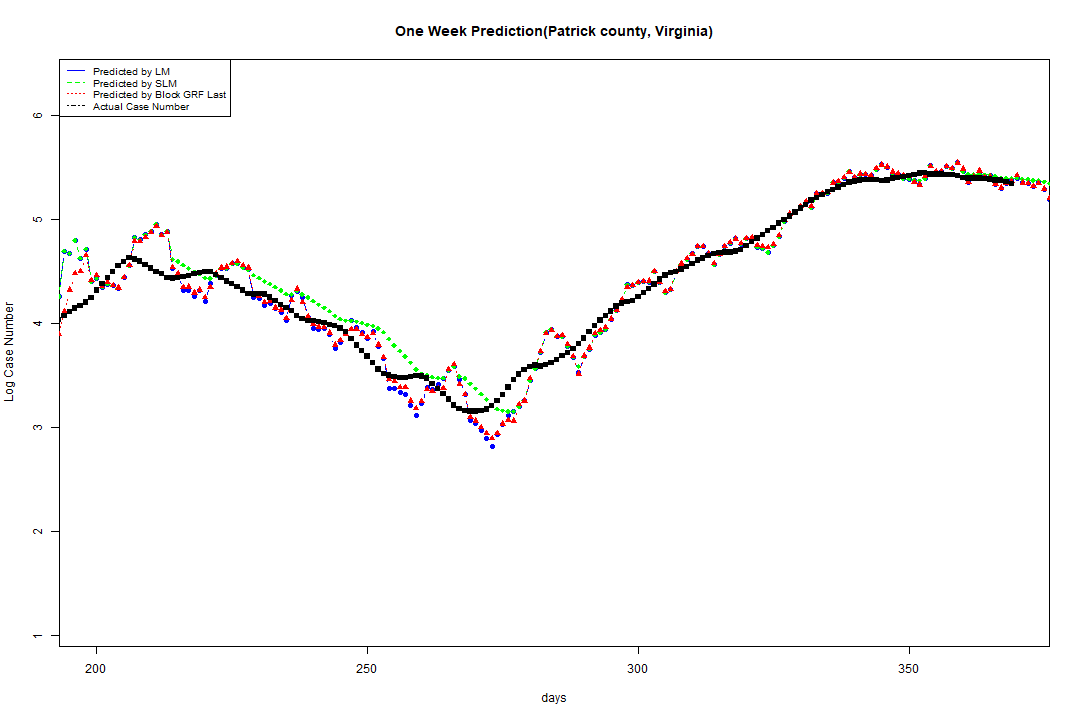 One Week Prediction(Patrick county, Virginia)
Predicted by LM
Predicted by SLM
Predicted by Block GRF Last
Actual Case Number
6
5
4
3
2
1
Log Case Number
200 250 300 350
days